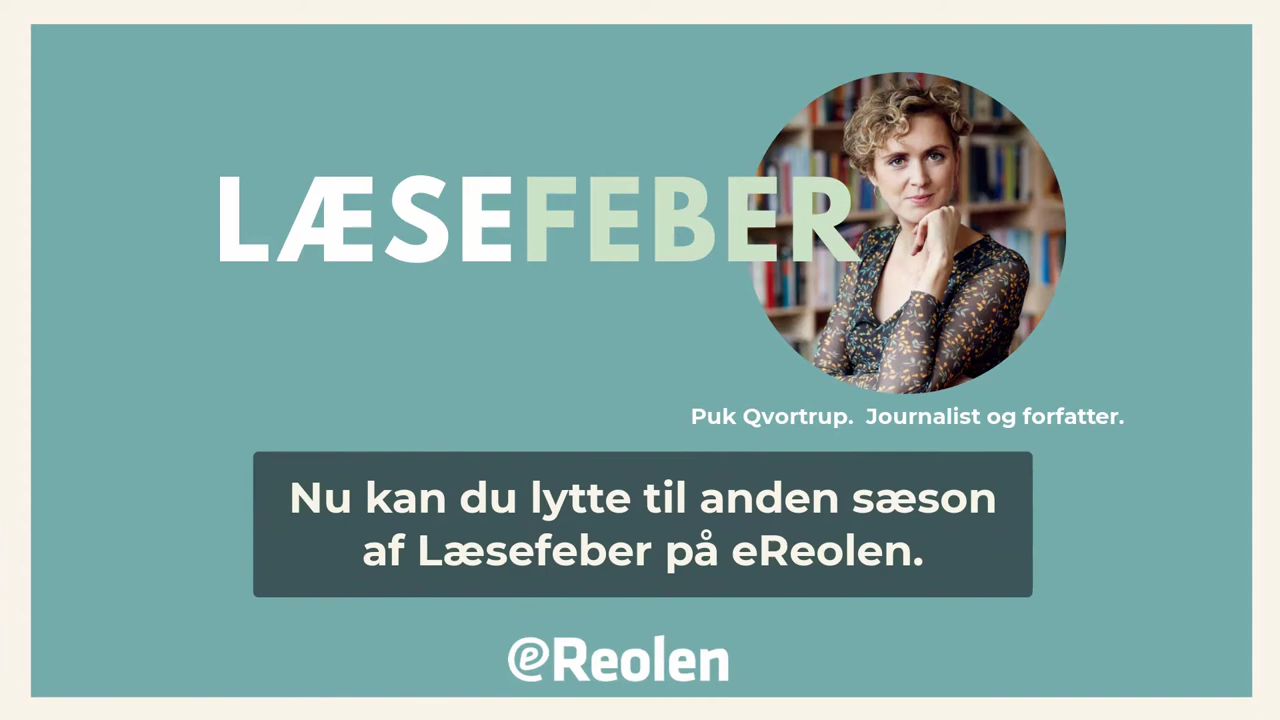 LÆSEFEBER
Puk Qvortrup. Journalist og forfatter.
Nu kan du lytte til anden sæson
af Læsefeber på eReolen.
eReolen